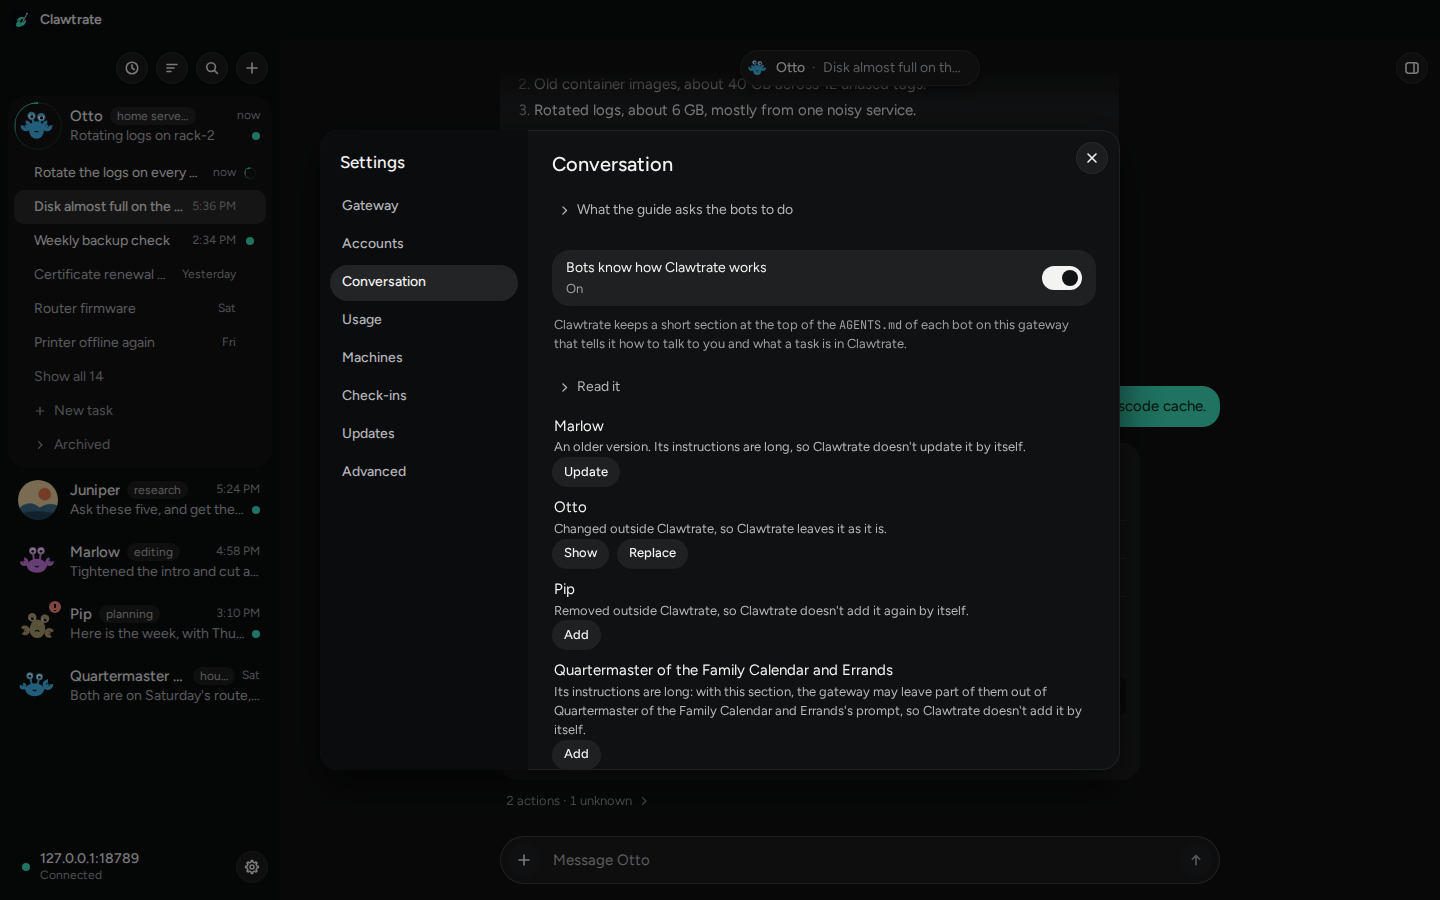 Clawtrate
Otto home serve... now
Rotating logs on rack-2
Rotate the logs on every ... now
Disk almost full on the ... 5:36 PM
Weekly backup check 2:34 PM
Certificate renewal ... Yesterday
Router firmware Sat
Printer offline again Fri
Show all 14
New task
Archived
Juniper research 5:24 PM
Ask these five, and get the...
Marlow editing 4:58 PM
Tightened the intro and cut a...
Pip planning 3:10 PM
Here is the week, with Thu...
Quartermaster ... hou... Sat
Both are on Saturday's route,...
127.0.0.1:18789
Connected
Otto · Disk almost full on th...
2. Old container images, about 40 GB across 12 unused tags.
3. Rotated logs, about 6 GB, mostly from one noisy service.
scode cache.
Settings
Gateway
Accounts
Conversation
Usage
Machines
Check-ins
Updates
Advanced
Conversation
What the guide asks the bots to do
Bots know how Clawtrate works
On
Clawtrate keeps a short section at the top of the AGENTS.md of each bot on this gateway
that tells it how to talk to you and what a task is in Clawtrate.
Read it
Marlow
An older version. Its instructions are long, so Clawtrate doesn't update it by itself.
Update
Otto
Changed outside Clawtrate, so Clawtrate leaves it as it is.
Show Replace
Pip
Removed outside Clawtrate, so Clawtrate doesn't add it again by itself.
Add
Quartermaster of the Family Calendar and Errands
Its instructions are long: with this section, the gateway may leave part of them out of
Quartermaster of the Family Calendar and Errands's prompt, so Clawtrate doesn't add it by
itself.
Add
2 actions · 1 unknown
Message Otto